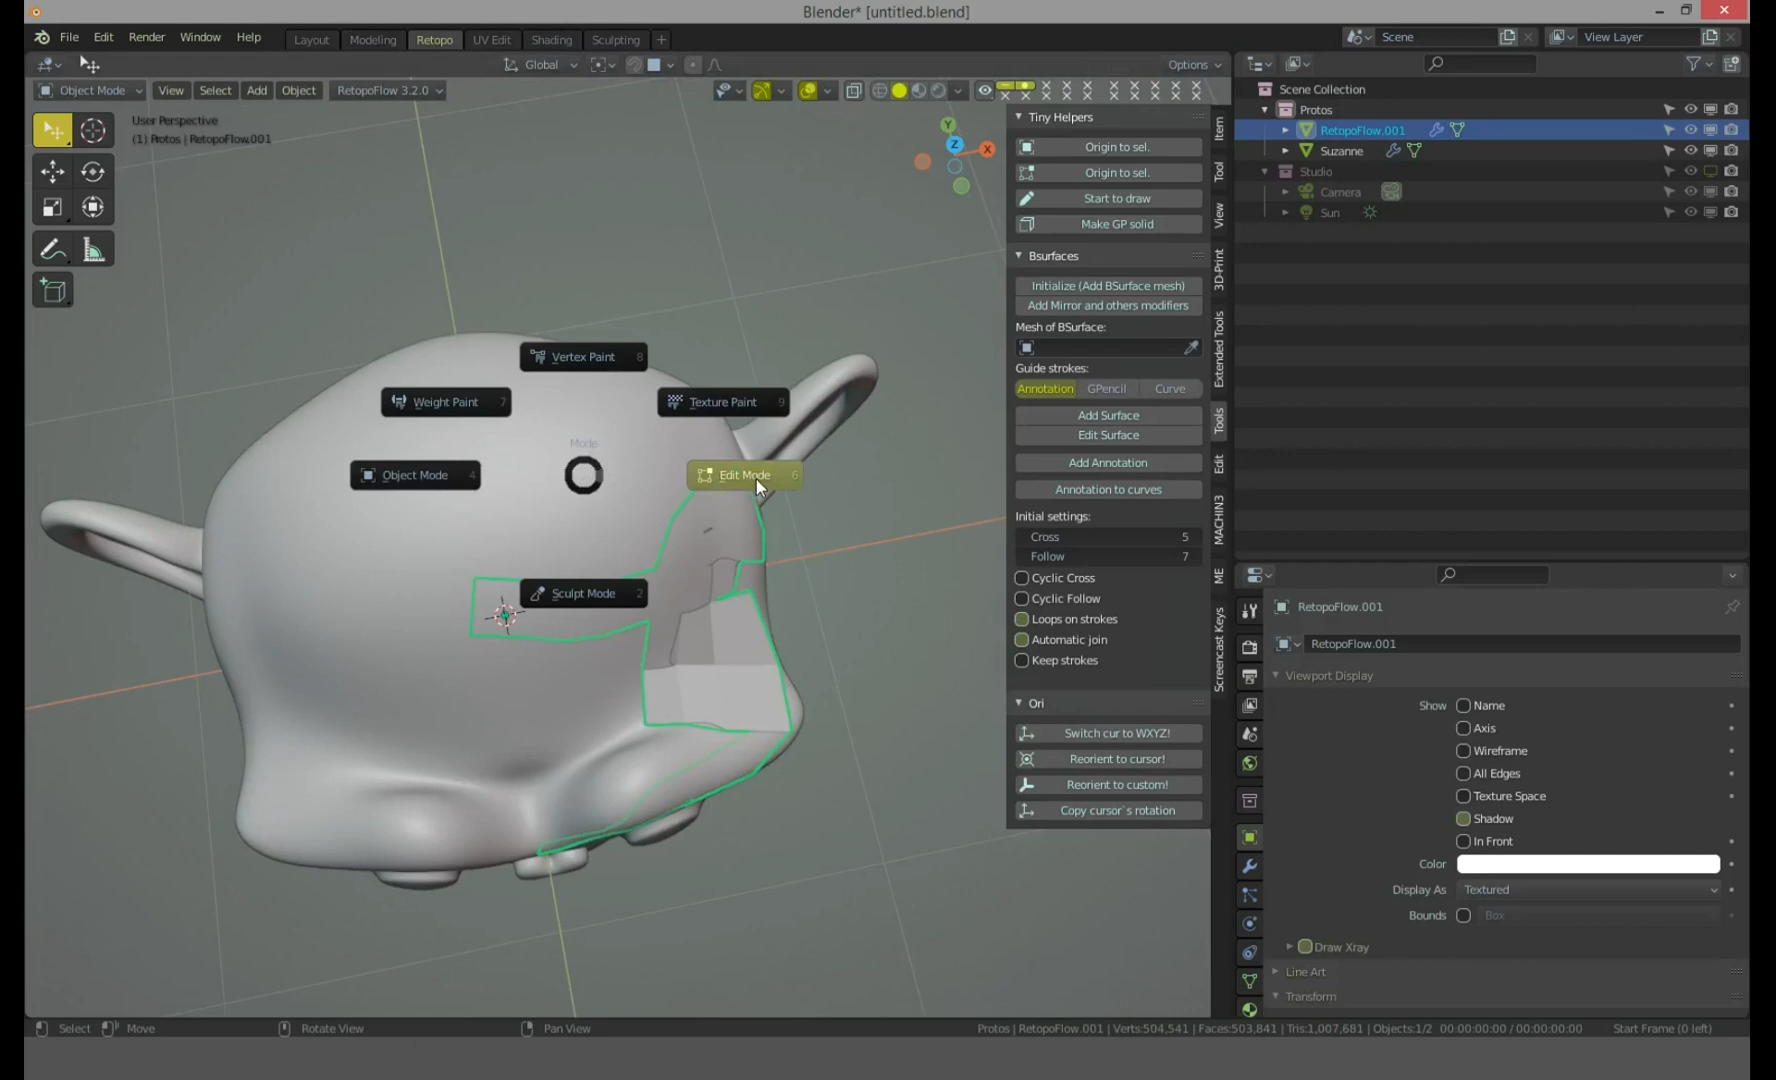 Blender* [untitled.blend]
File Edit Render Window Help Layout Modeling Retopo UV Edit Shading Sculpting + Scene View Layer
Global Options
Object Mode View Select Add Object RetopoFlow 3.2.0
User Perspective
(1) Protos | RetopoFlow.001
Y
Z
X
Mode
Vertex Paint 8
Weight Paint 7
Texture Paint 9
Object Mode 4
Edit Mode 6
Sculpt Mode 2
Tiny Helpers
Origin to sel.
Origin to sel.
Start to draw
Make GP solid
Bsurfaces
Initialize (Add BSurface mesh)
Add Mirror and others modifiers
Mesh of BSurface:
Guide strokes:
Annotation GPencil Curve
Add Surface
Edit Surface
Add Annotation
Annotation to curves
Initial settings:
Cross 5
Follow 7
Cyclic Cross
Cyclic Follow
Loops on strokes
Automatic join
Keep strokes
Ori
Switch cur to WXYZ!
Reorient to cursor!
Reorient to custom!
Copy cursor`s rotation
Item
Tool
View
3D-Print
Extended Tools
Tools
Edit
MACHIN3
ME
Screencast Keys
Scene Collection
Protos
RetopoFlow.001
Suzanne
Studio
Camera
Sun
RetopoFlow.001
RetopoFlow.001
Viewport Display
Show Name
Axis
Wireframe
All Edges
Texture Space
Shadow
In Front
Color
Display As Textured
Bounds Box
Draw Xray
Line Art
Transform
Select Move Rotate View Pan View Protos | RetopoFlow.001 | Verts:504,541 | Faces:503,841 | Tris:1,007,681 | Objects:1/2 00:00:00:00 / 00:00:00:00 Start Frame (0 left)